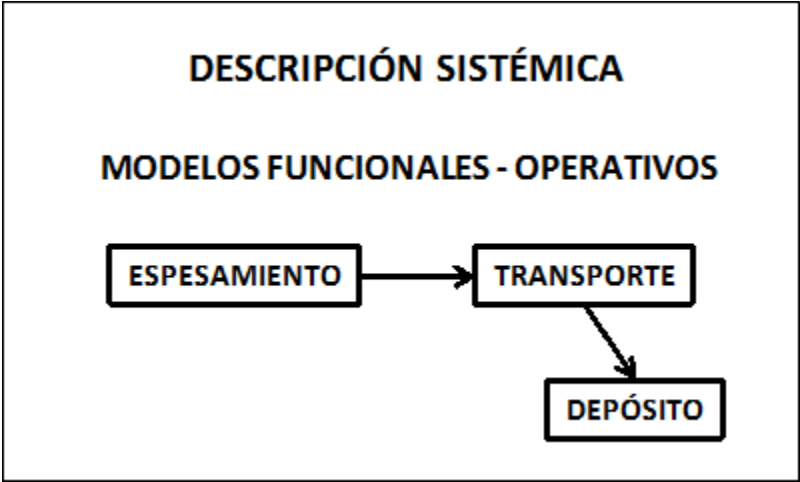 DESCRIPCIÓN SISTÉMICA
MODELOS FUNCIONALES - OPERATIVOS
ESPESAMIENTO
TRANSPORTE
DEPÓSITO